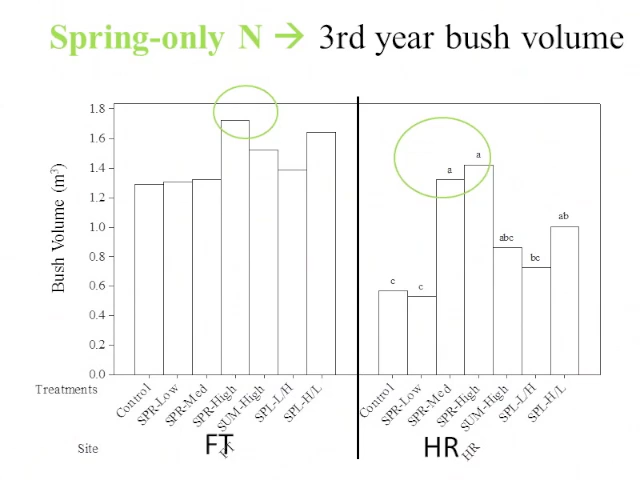 Spring-only N → 3rd year bush volume
1.8
1.6
1.4
1.2
1.0
0.8
0.6
0.4
0.2
0.0
Bush Volume (m³)
c
c
a
a
abc
bc
ab
Treatments
Control
SPR-Low
SPR-Med
SPR-High
SUM-High
SPL-L/H
SPL-H/L
Control
SPR-Low
SPR-Med
SPR-High
SUM-High
SPL-L/H
SPL-H/L
Site
FT
FT
HR
HR